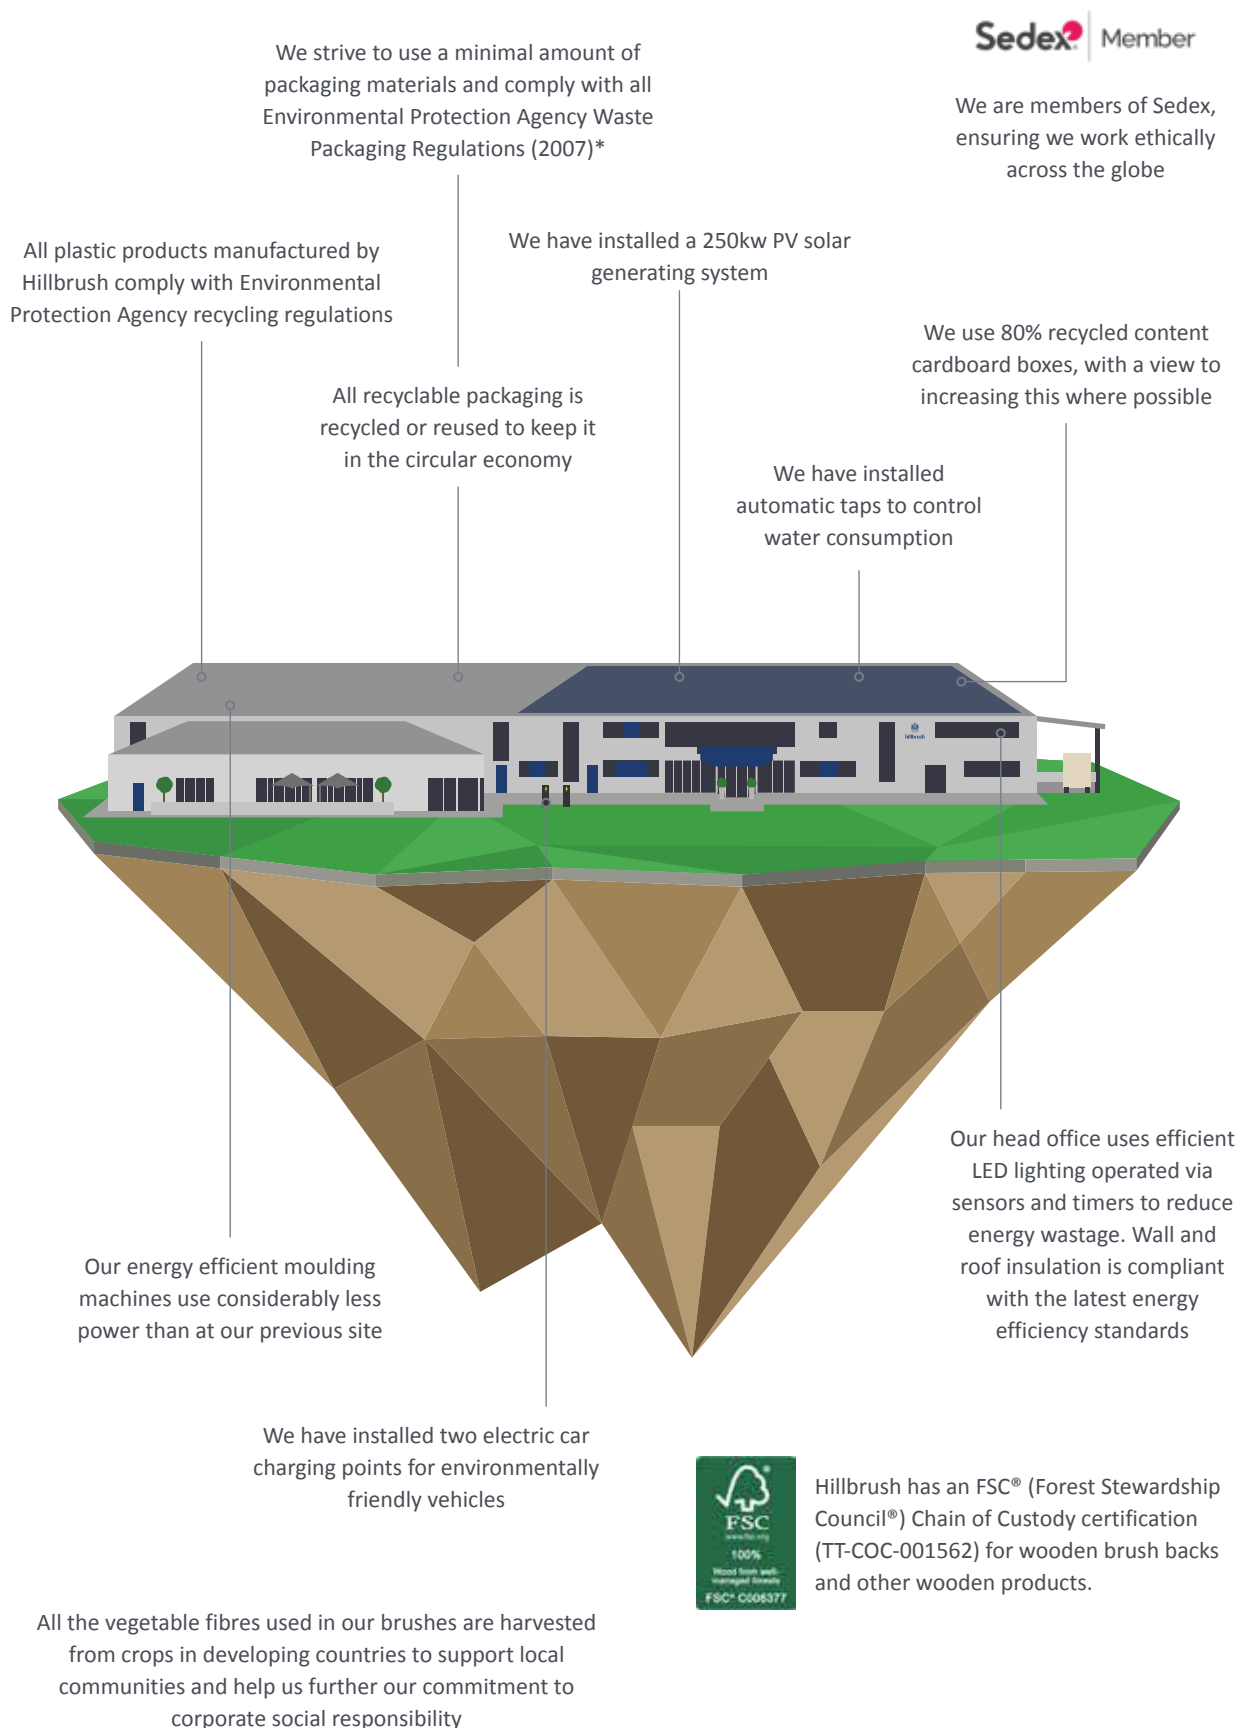 Sedex Member
We strive to use a minimal amount of
packaging materials and comply with all
Environmental Protection Agency Waste
Packaging Regulations (2007)*
We are members of Sedex,
ensuring we work ethically
across the globe
All plastic products manufactured by
Hillbrush comply with Environmental
Protection Agency recycling regulations
We have installed a 250kw PV solar
generating system
We use 80% recycled content
cardboard boxes, with a view to
increasing this where possible
All recyclable packaging is
recycled or reused to keep it
in the circular economy
We have installed
automatic taps to control
water consumption
hillbrush
Our head office uses efficient
LED lighting operated via
sensors and timers to reduce
energy wastage. Wall and
roof insulation is compliant
with the latest energy
efficiency standards
Our energy efficient moulding
machines use considerably less
power than at our previous site
We have installed two electric car
charging points for environmentally
friendly vehicles
FSC
www.fsc.org
100%
Wood from well-
managed forests
FSC® C008377
Hillbrush has an FSC® (Forest Stewardship
Council®) Chain of Custody certification
(TT-COC-001562) for wooden brush backs
and other wooden products.
All the vegetable fibres used in our brushes are harvested
from crops in developing countries to support local
communities and help us further our commitment to
corporate social responsibility